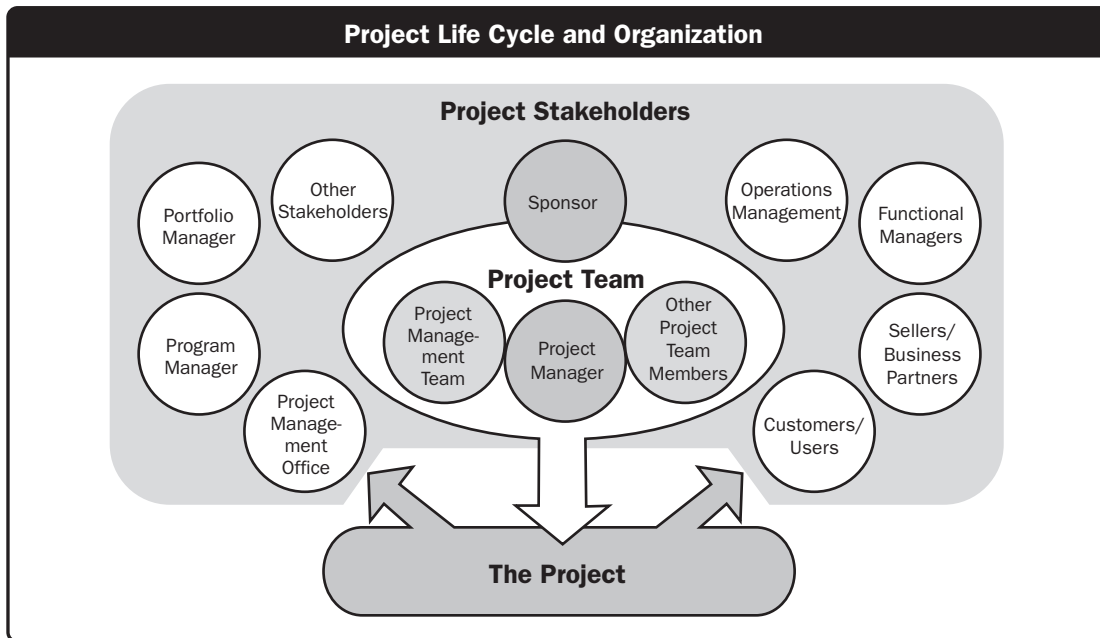 Project Life Cycle and Organization
Project Stakeholders
Portfolio
Manager
Other
Stakeholders
Sponsor
Operations
Management
Functional
Managers
Project Team
Project
Manage-
ment
Team
Project
Manager
Other
Project
Team
Members
Program
Manager
Sellers/
Business
Partners
Project
Manage-
ment
Office
Customers/
Users
The Project